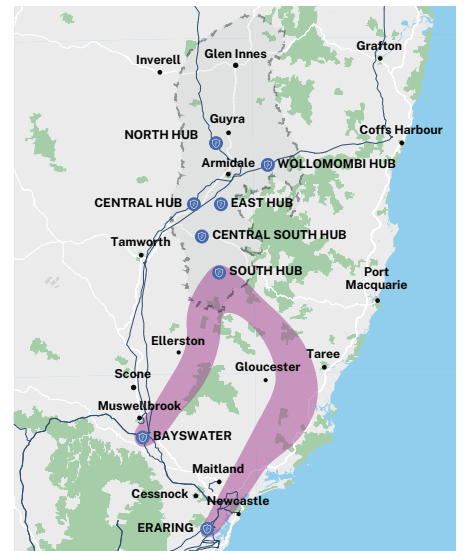 Grafton
Glen Innes
Inverell
Guyra
NORTH HUB
Coffs Harbour
Armidale
WOLLOMOMBI HUB
CENTRAL HUB
EAST HUB
CENTRAL SOUTH HUB
Tamworth
SOUTH HUB
Port
Macquarie
Ellerston
Taree
Gloucester
Scone
Muswellbrook
BAYSWATER
Maitland
Cessnock
Newcastle
ERARING